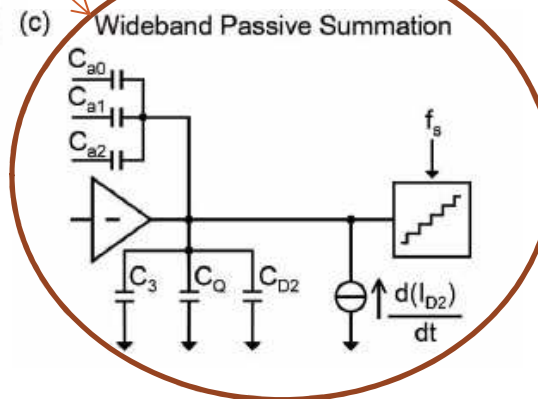 (c) Wideband Passive Summation
C_a0
C_a1
C_a2
f_s
−
C_3 C_Q C_D2
d(I_D2)
dt